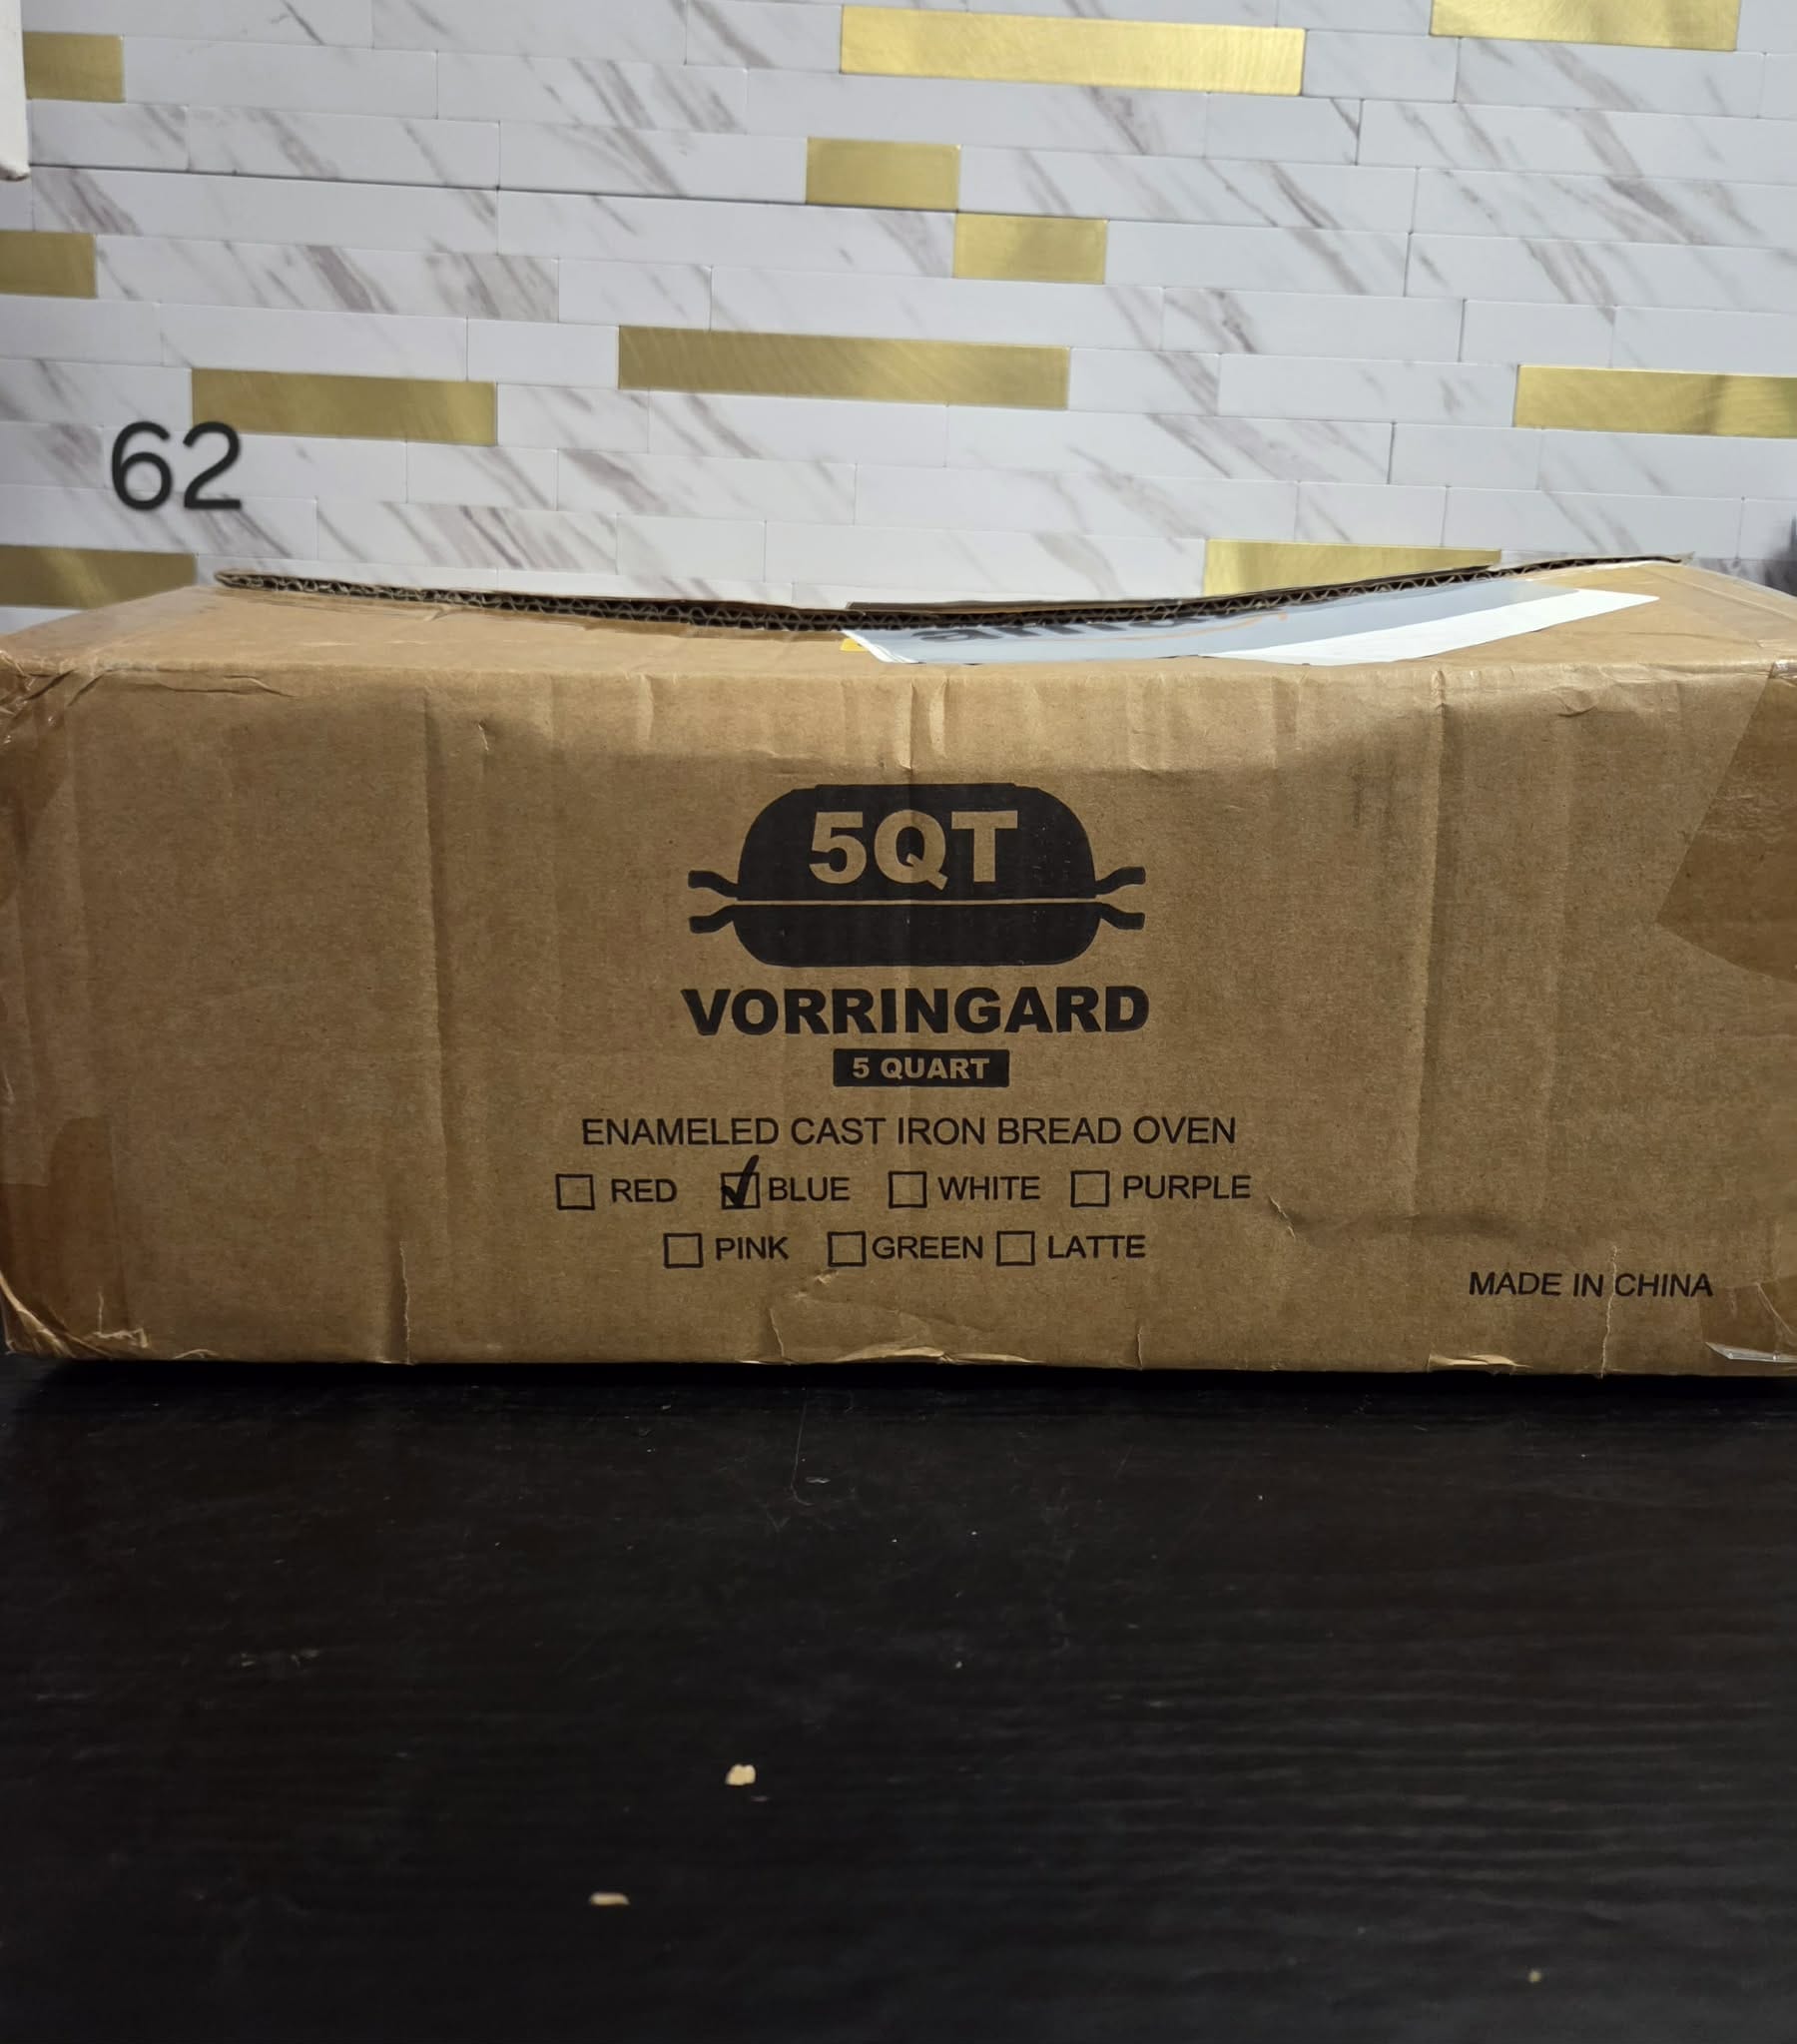 62
5QT
VORRINGARD
5 QUART
ENAMELED CAST IRON BREAD OVEN
RED BLUE WHITE PURPLE
PINK GREEN LATTE
MADE IN CHINA